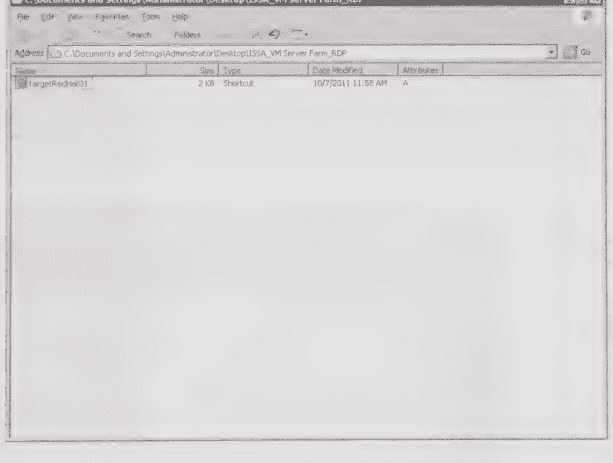 C:\Documents and Settings\Administrator\Desktop\ISSA_VM Server Farm_RDP
File Edit View Favorites Tools Help
Search Folders
Address C:\Documents and Settings\Administrator\Desktop\ISSA_VM Server Farm_RDP Go
Name Size Type Date Modified Attributes
TargetRedHat01 2 KB Shortcut 10/7/2011 11:55 AM A